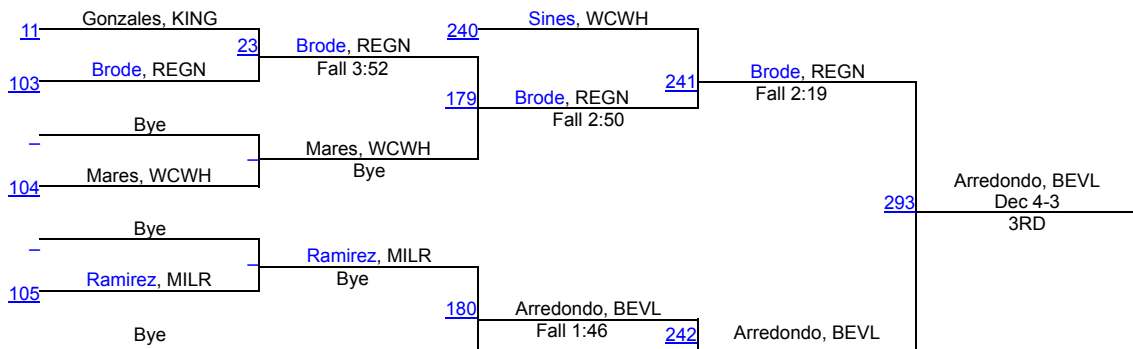 Gonzales, KING
11
23
Brode, REGN
Fall 3:52
Brode, REGN
103
240
Sines, WCWH
179
Brode, REGN
Fall 2:50
241
Brode, REGN
Fall 2:19
Bye
Mares, WCWH
Bye
Mares, WCWH
104
293
Arredondo, BEVL
Dec 4-3
3RD
Bye
Ramirez, MILR
Bye
Ramirez, MILR
105
180
Arredondo, BEVL
Fall 1:46
242
Arredondo, BEVL
Bye